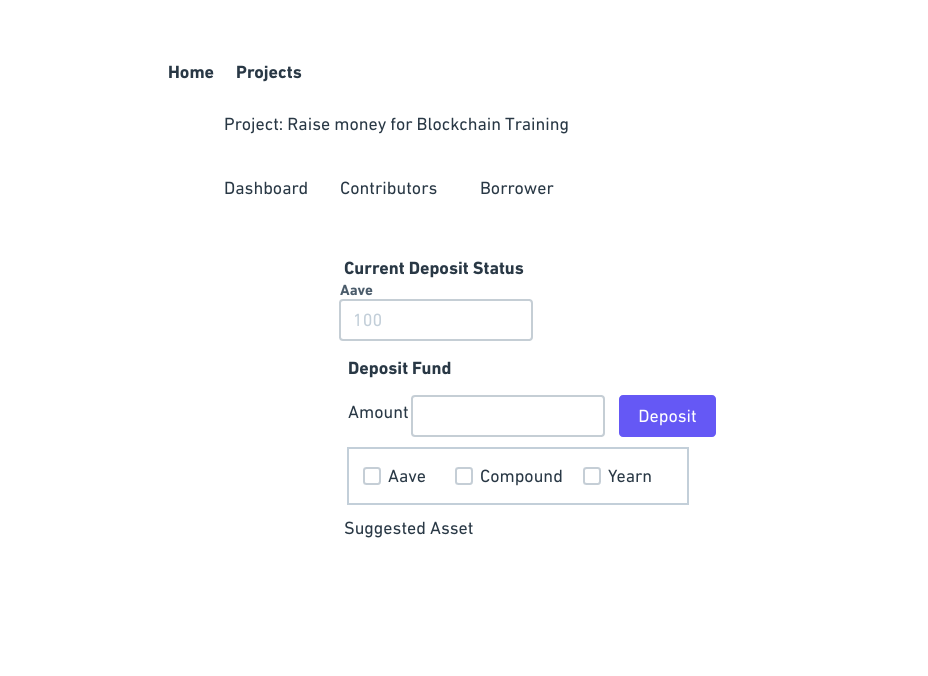 Home Projects
Project: Raise money for Blockchain Training
Dashboard Contributors Borrower
Current Deposit Status
Aave
100
Deposit Fund
Amount Deposit
Aave Compound Yearn
Suggested Asset